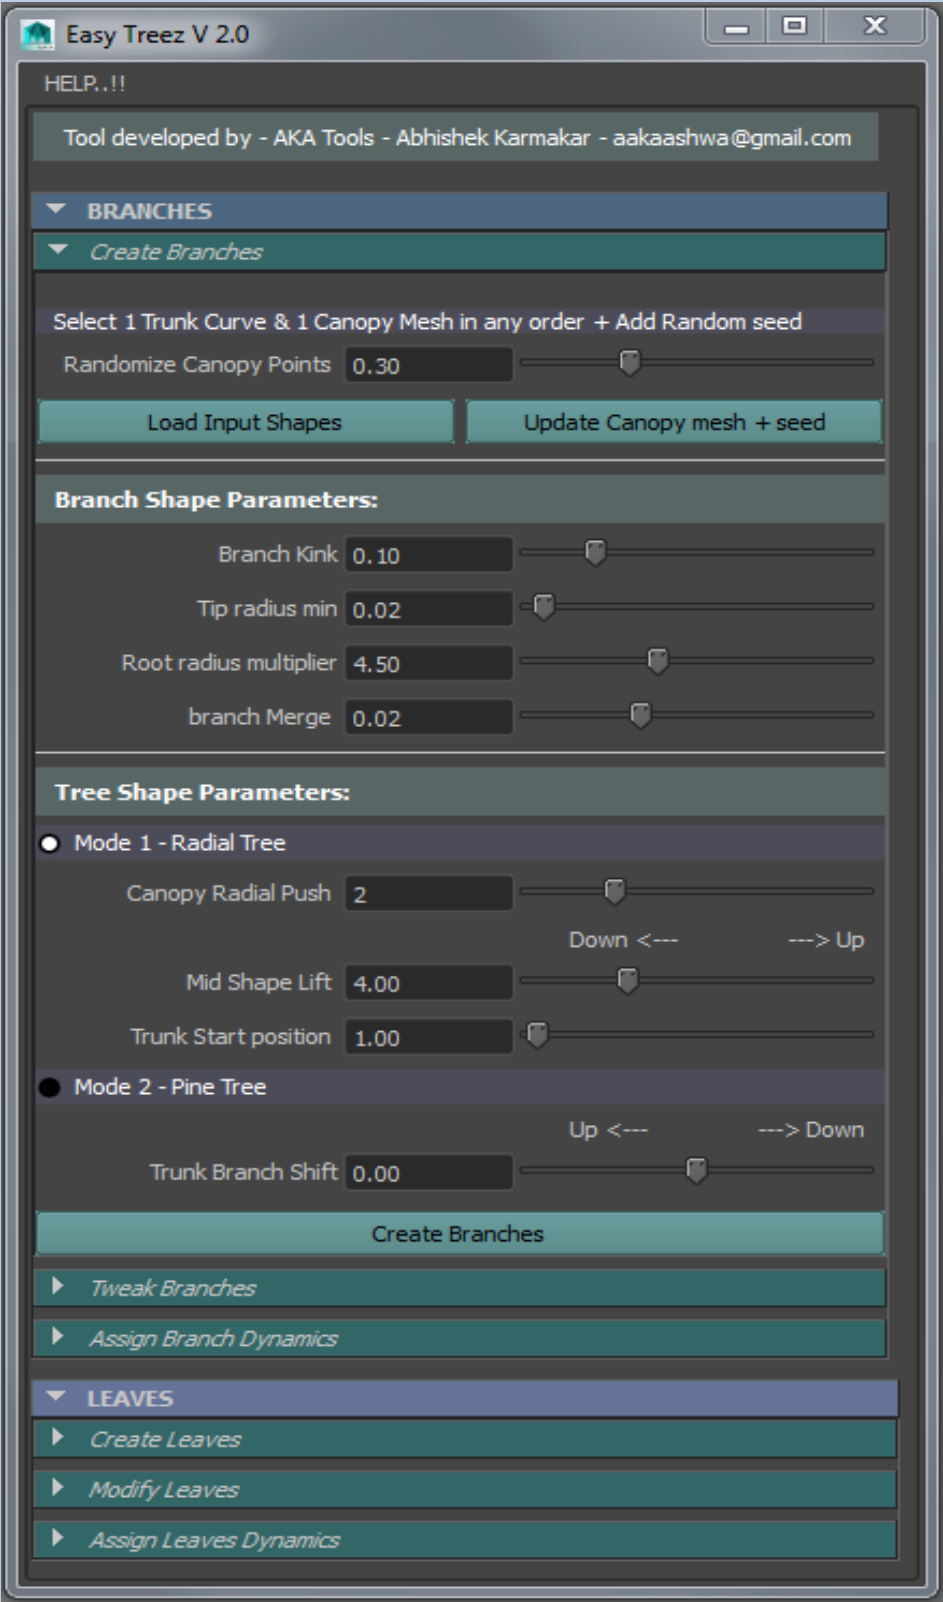 Easy Treez V 2.0
HELP..!!
Tool developed by - AKA Tools - Abhishek Karmakar - aakaashwa@gmail.com
BRANCHES
Create Branches
Select 1 Trunk Curve & 1 Canopy Mesh in any order + Add Random seed
Randomize Canopy Points 0.30
Load Input Shapes Update Canopy mesh + seed
Branch Shape Parameters:
Branch Kink 0.10
Tip radius min 0.02
Root radius multiplier 4.50
branch Merge 0.02
Tree Shape Parameters:
Mode 1 - Radial Tree
Canopy Radial Push 2
Down <--- ---> Up
Mid Shape Lift 4.00
Trunk Start position 1.00
Mode 2 - Pine Tree
Up <--- ---> Down
Trunk Branch Shift 0.00
Create Branches
Tweak Branches
Assign Branch Dynamics
LEAVES
Create Leaves
Modify Leaves
Assign Leaves Dynamics